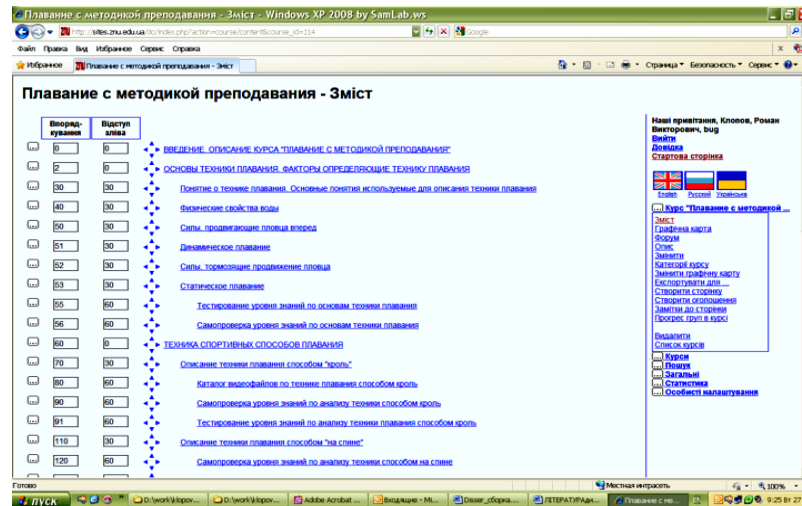 Плавание с методикой преподавания - Зміст - Windows XP 2008 by SamLab.ws
http://sites.znu.edu.ua/do/index.php?action=course/content&course_id=114
Google
Файл Правка Вид Избранное Сервис Справка
Избранное Плавание с методикой преподавания - Зміст Страница Безопасность Сервис
Плавание с методикой преподавания - Зміст
Впоряд-
кування
Відступ
зліва
... 0 0 ВВЕДЕНИЕ. ОПИСАНИЕ КУРСА "ПЛАВАНИЕ С МЕТОДИКОЙ ПРЕПОДАВАНИЯ"
... 2 0 ОСНОВЫ ТЕХНИКИ ПЛАВАНИЯ. ФАКТОРЫ ОПРЕДЕЛЯЮЩИЕ ТЕХНИКУ ПЛАВАНИЯ
... 30 30 Понятие о технике плавания. Основные понятия используемые для описания техники плавания
... 40 30 Физические свойства воды
... 50 30 Силы, продвигающие пловца вперед
... 51 30 Динамическое плавание
... 52 30 Силы, тормозящие продвижение пловца
... 53 30 Статическое плавание
... 55 60 Тестирование уровня знаний по основам техники плавания
... 56 60 Самопроверка уровня знаний по основам техники плавания
... 60 0 ТЕХНИКА СПОРТИВНЫХ СПОСОБОВ ПЛАВАНИЯ
... 70 30 Описание техники плавання способом "кроль"
... 80 60 Каталог видеофайлов по технике плавания способом кроль
... 90 60 Самопроверка уровня знаний по анализу техники способом кроль
... 91 60 Тестирование уровня знаний по анализу техники плавания способом кроль
... 110 30 Описание техники плавания способом "на спине"
... 120 60 Самопроверка уровня знаний по анализу техники способом на спине
Наші привітання, Клопов, Роман
Викторович, bug
Вийти
Довідка
Стартова сторінка
English Русский Українська
... Курс "Плавание с методикой ...
Зміст
Графічна карта
Форум
Опис
Змінити
Категорії курсу
Змінити графічну карту
Експортувати для ...
Створити сторінку
Створити оголошення
Замітки до сторінки
Прогрес груп в курсі
Видалити
Список курсів
... Курси
... Пошук
... Загальні
... Статистика
... Особисті налаштування
Готово Местная интрасеть 100%
пуск D:\work\klopov... D:\work\klopov... Adobe Acrobat ... Входящие - Mi... Disser_сборка.... ЛІТЕРАТУРАди... Плавание с ме... EN 9:25 Вт 27